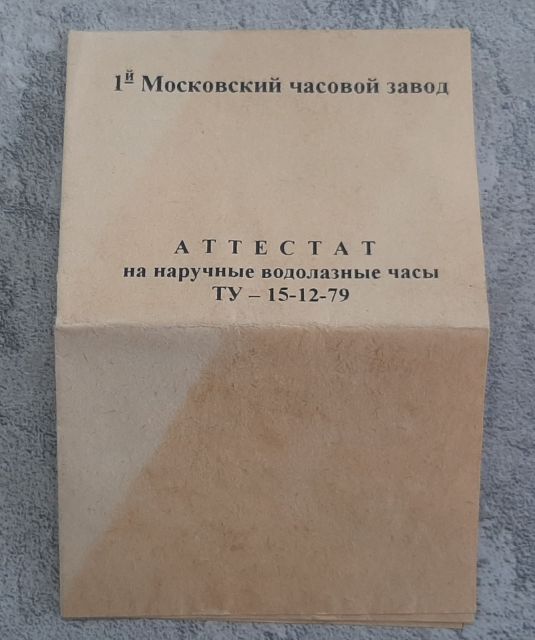 1й Московский часовой завод
АТТЕСТАТ
на наручные водолазные часы
ТУ – 15-12-79